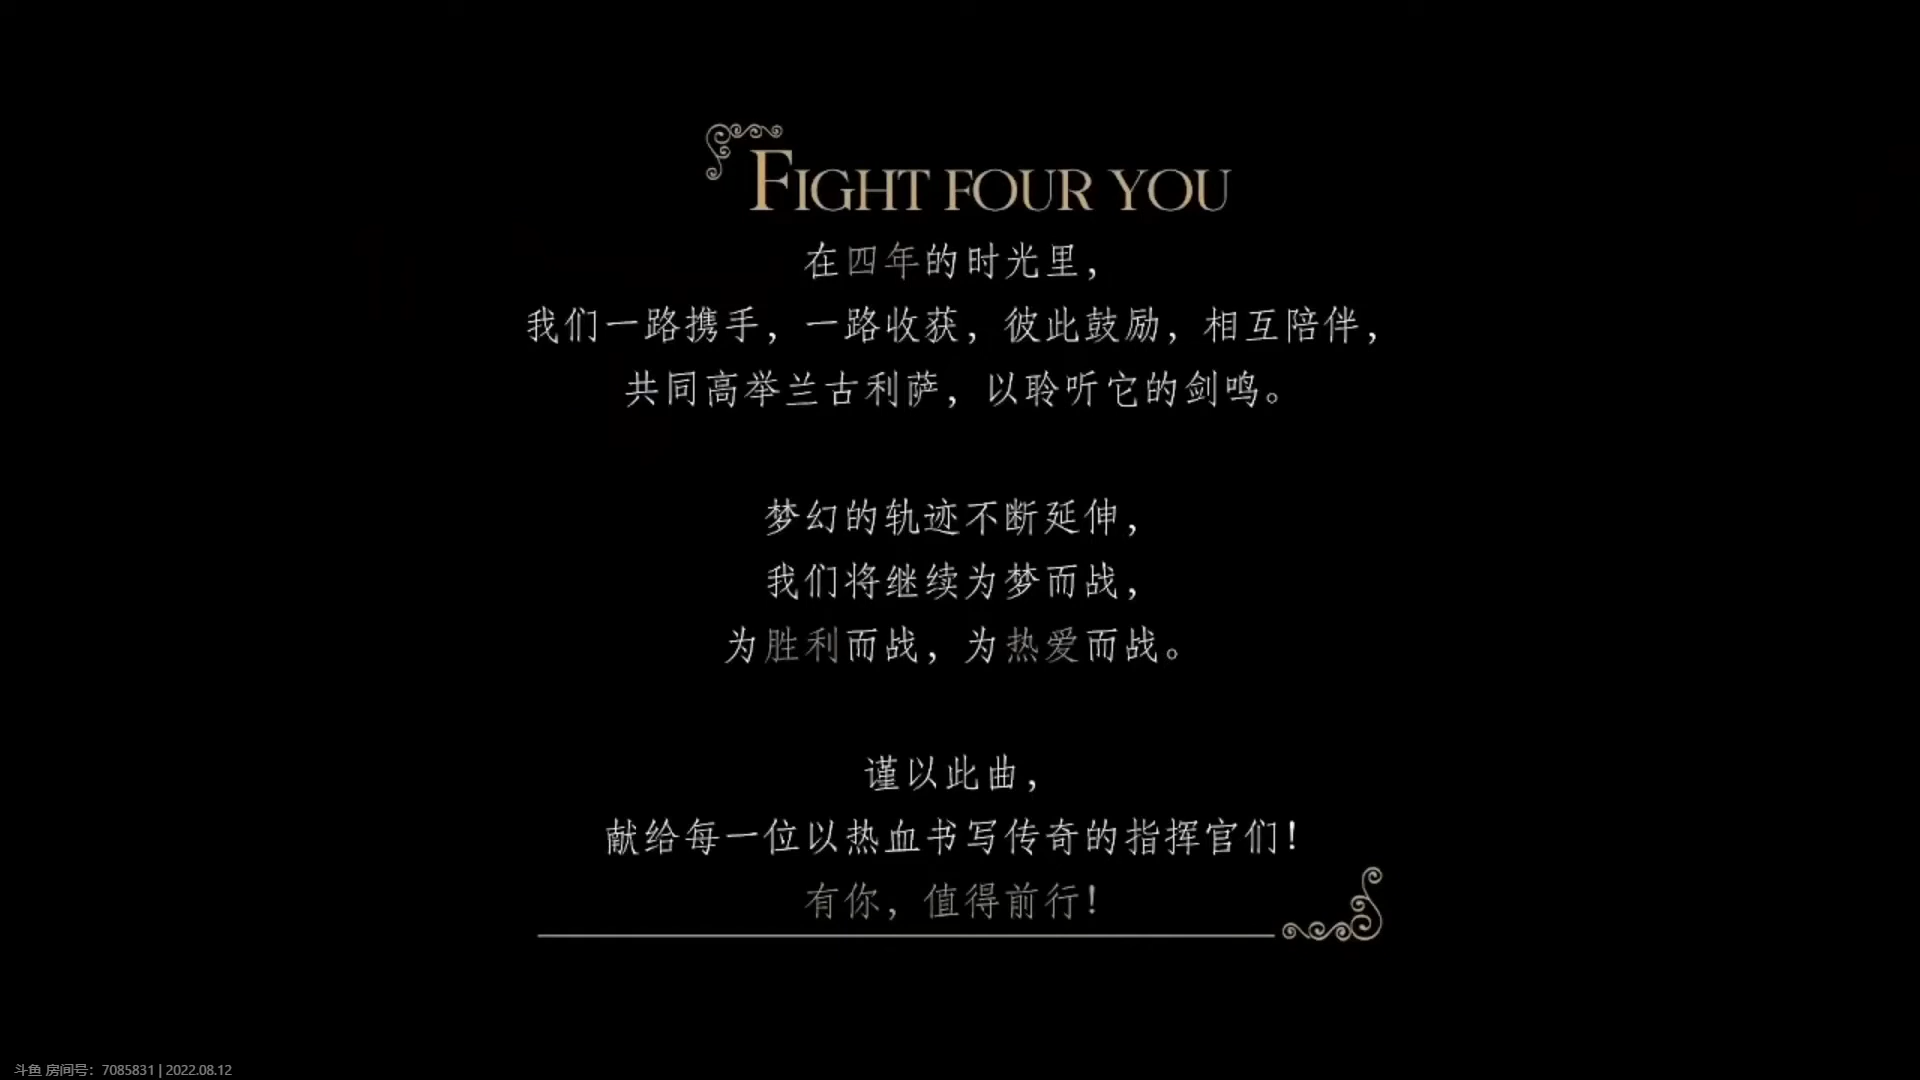 FIGHT FOUR YOU
在四年的时光里，
我们一路携手，一路收获，彼此鼓励，相互陪伴，
共同高举兰古利萨，以聆听它的剑鸣。
梦幻的轨迹不断延伸，
我们将继续为梦而战，
为胜利而战，为热爱而战。
谨以此曲，
献给每一位以热血书写传奇的指挥官们！
有你，值得前行！
斗鱼 房间号：7085831 | 2022.08.12